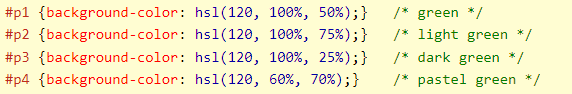 #p1 {background-color: hsl(120, 100%, 50%);}   /* green */
#p2 {background-color: hsl(120, 100%, 75%);}   /* light green */
#p3 {background-color: hsl(120, 100%, 25%);}   /* dark green */
#p4 {background-color: hsl(120, 60%, 70%);}    /* pastel green */